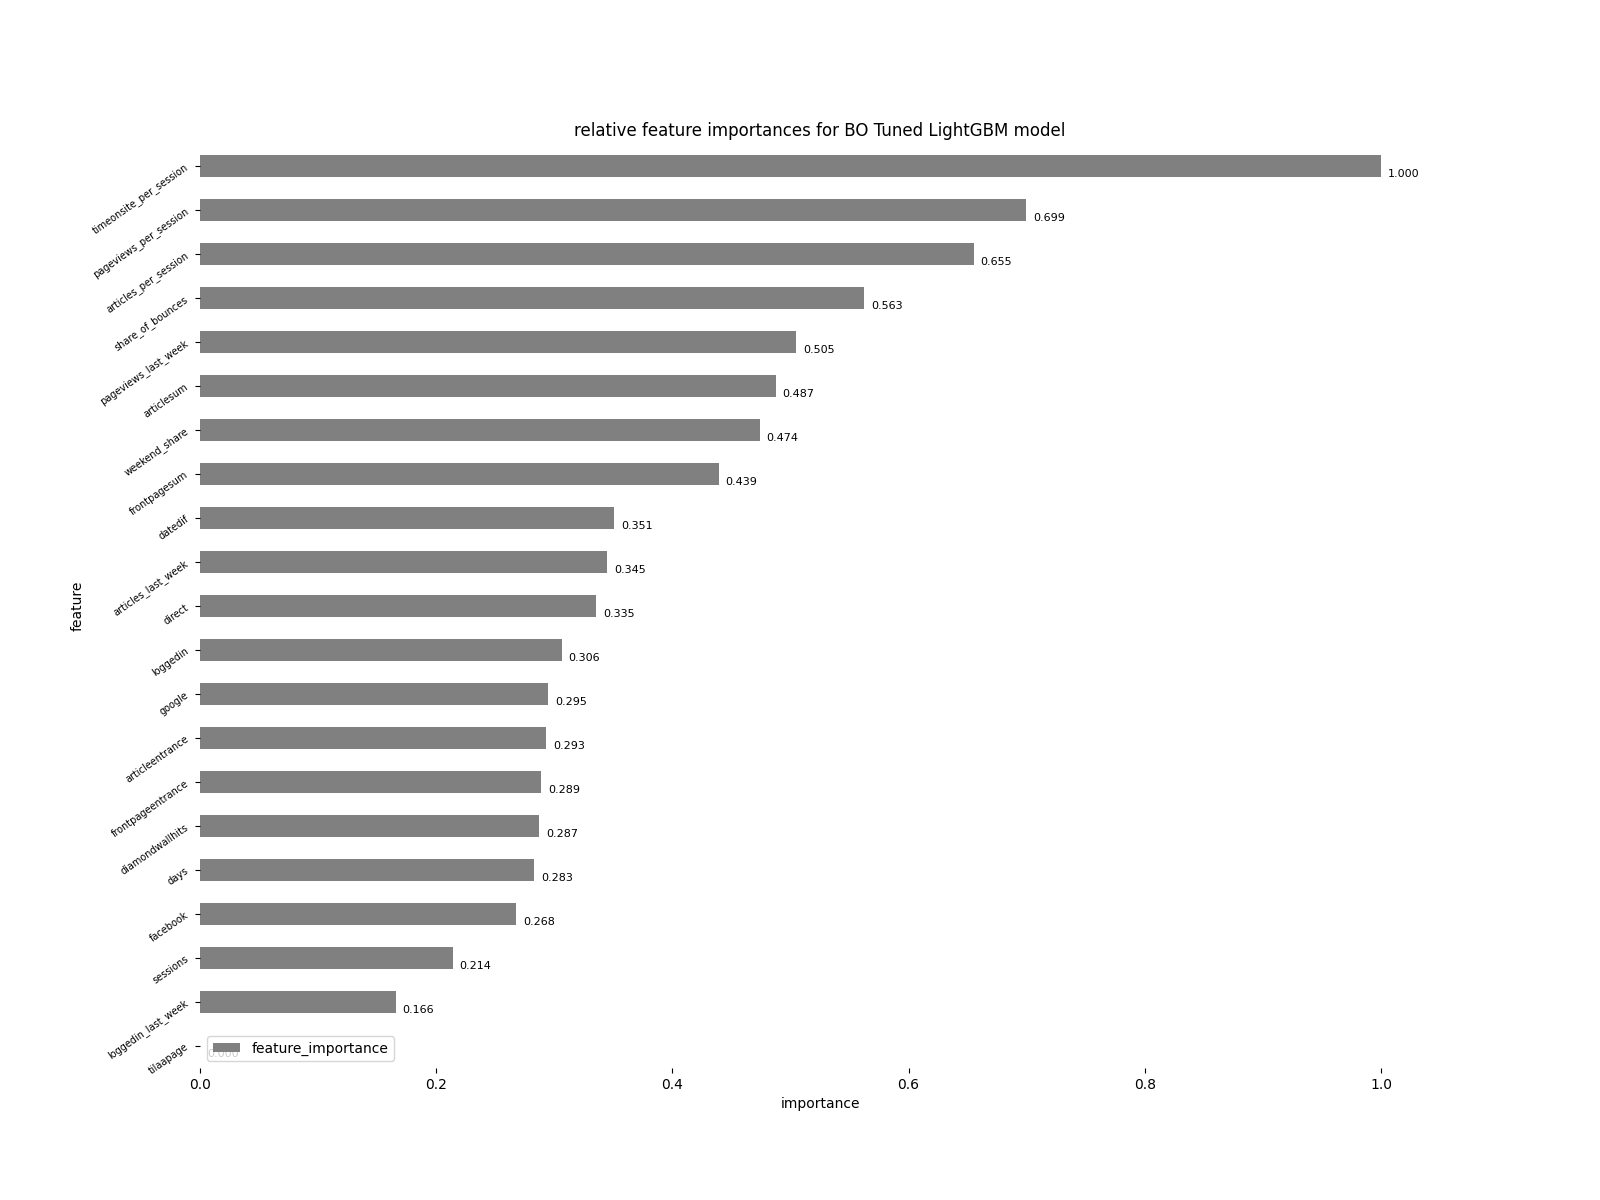 relative feature importances for BO Tuned LightGBM model
timeonsite_per_session 1.000
pageviews_per_session 0.699
articles_per_session 0.655
share_of_bounces 0.563
pageviews_last_week 0.505
articlesum 0.487
weekend_share 0.474
frontpagesum 0.439
datedif 0.351
articles_last_week 0.345
feature
direct 0.335
loggedin 0.306
google 0.295
articleentrance 0.293
frontpageentrance 0.289
diamondwallhits 0.287
days 0.283
facebook 0.268
sessions 0.214
loggedin_last_week 0.166
tilaapage 0.000
feature_importance
0.0 0.2 0.4 0.6 0.8 1.0
importance